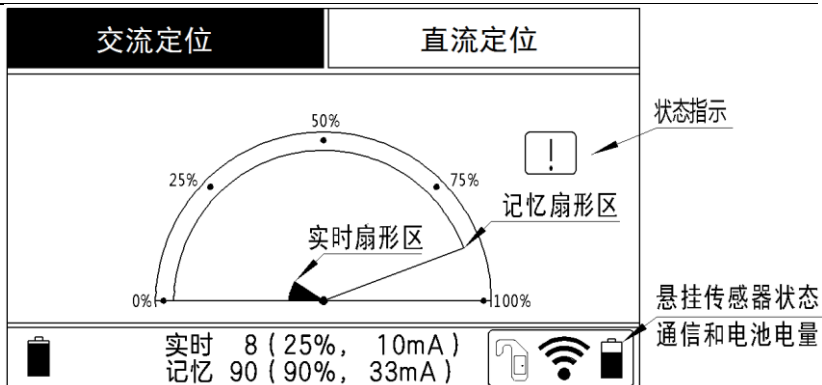 交流定位
直流定位
50%
25%
75%
0%
100%
!
状态指示
记忆扇形区
实时扇形区
悬挂传感器状态
通信和电池电量
实时 8(25%, 10mA)
记忆 90(90%, 33mA)